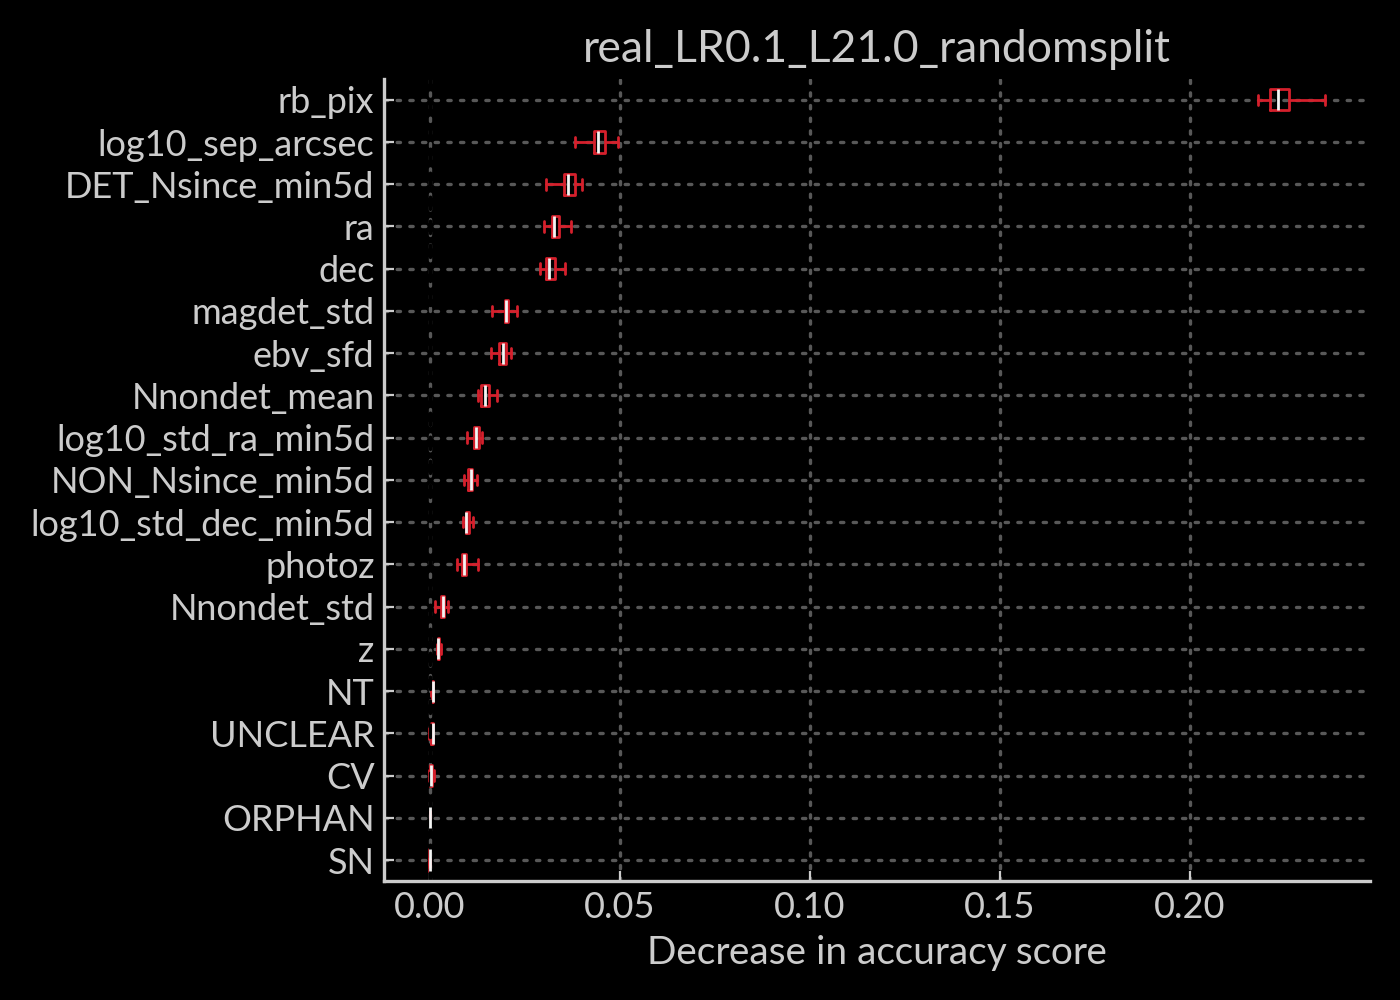 real_LR0.1_L21.0_randomsplit
rb_pix
log10_sep_arcsec
DET_Nsince_min5d
ra
dec
magdet_std
ebv_sfd
Nnondet_mean
log10_std_ra_min5d
NON_Nsince_min5d
log10_std_dec_min5d
photoz
Nnondet_std
z
NT
UNCLEAR
CV
ORPHAN
SN
0.00 0.05 0.10 0.15 0.20
Decrease in accuracy score